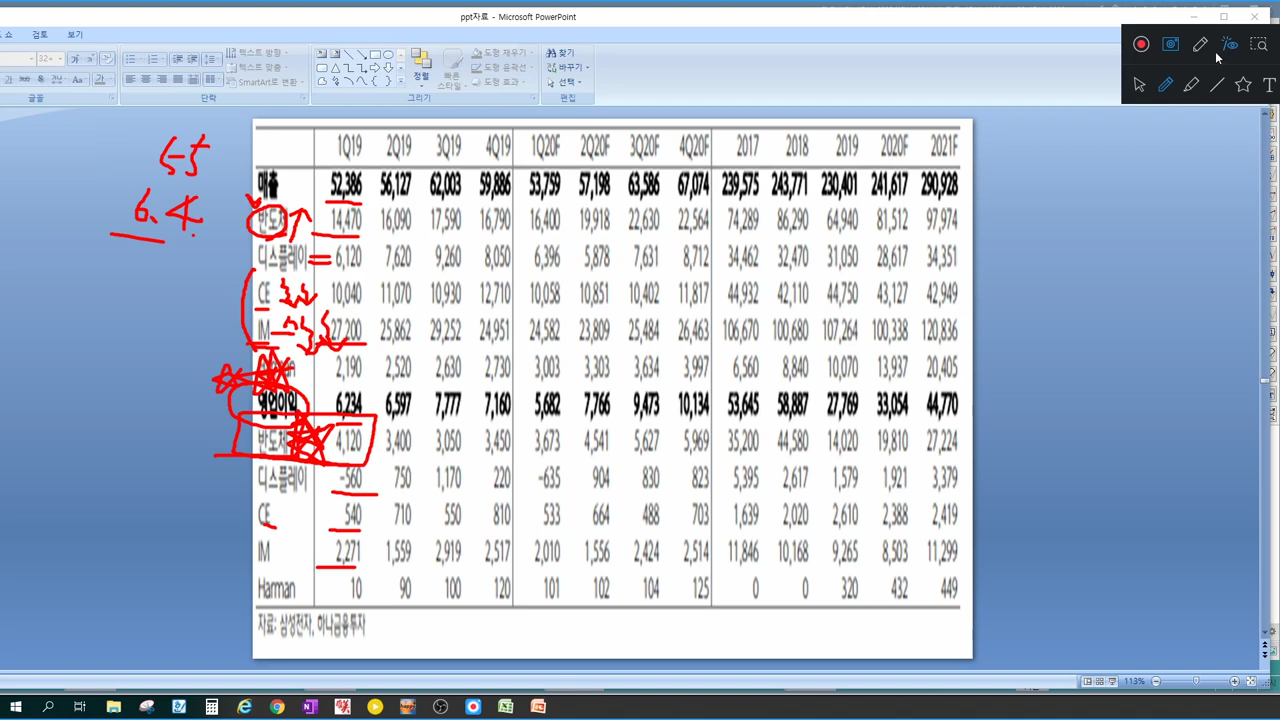 ppt자료 - Microsoft PowerPoint
쇼 검토 보기
32 텍스트 방향 도형 채우기 찾기
텍스트 맞춤 정렬 빠른 도형 윤곽선 바꾸기
가 가 가 Aa SmartArt로 변환 스타일 도형 효과 선택
글꼴 단락 그리기 편집
55
6.4
1Q19 2Q19 3Q19 4Q19 1Q20F 2Q20F 3Q20F 4Q20F 2017 2018 2019 2020F 2021F
매출 52,386 56,127 62,003 59,886 53,759 57,198 63,586 67,074 239,575 243,771 230,401 241,617 290,928
반도체 14,470 16,090 17,590 16,790 16,400 19,918 22,630 22,564 74,289 86,290 64,940 81,512 97,974
디스플레이 6,120 7,620 9,260 8,050 6,396 5,878 7,631 8,712 34,462 32,470 31,050 28,617 34,351
CE 10,040 11,070 10,930 12,710 10,058 10,851 10,402 11,817 44,932 42,110 44,750 43,127 42,949
IM 27,200 25,862 29,252 24,951 24,582 23,809 25,484 26,463 106,670 100,680 107,264 100,338 120,836
2,190 2,520 2,630 2,730 3,003 3,303 3,634 3,997 6,560 8,840 10,070 13,937 20,405
영업이익 6,234 6,597 7,777 7,160 5,682 7,766 9,473 10,134 53,645 58,887 27,769 33,054 44,770
반도체 4,120 3,400 3,050 3,450 3,673 4,541 5,627 5,969 35,200 44,580 14,020 19,810 27,224
디스플레이 -560 750 1,170 220 -635 904 830 823 5,395 2,617 1,579 1,921 3,379
CE 540 710 550 810 533 664 488 703 1,639 2,020 2,610 2,388 2,419
IM 2,271 1,559 2,919 2,517 2,010 1,556 2,424 2,514 11,846 10,168 9,265 8,503 11,299
Harman 10 90 100 120 101 102 104 125 0 0 320 432 449
자료: 삼성전자, 하나금융투자
113%